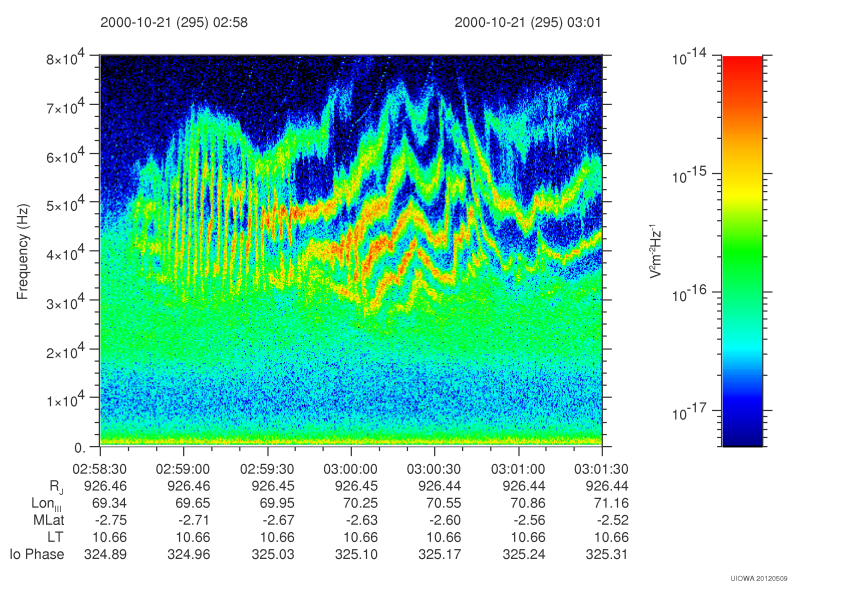 2000-10-21 (295) 02:58 2000-10-21 (295) 03:01
8×10⁴
7×10⁴
6×10⁴
5×10⁴
4×10⁴
3×10⁴
2×10⁴
1×10⁴
0.
Frequency (Hz)
10⁻¹⁴
10⁻¹⁵
10⁻¹⁶
10⁻¹⁷
V²m⁻²Hz⁻¹
02:58:30 02:59:00 02:59:30 03:00:00 03:00:30 03:01:00 03:01:30
R_J 926.46 926.46 926.45 926.45 926.44 926.44 926.44
Lon_III 69.34 69.65 69.95 70.25 70.55 70.86 71.16
MLat -2.75 -2.71 -2.67 -2.63 -2.60 -2.56 -2.52
LT 10.66 10.66 10.66 10.66 10.66 10.66 10.66
Io Phase 324.89 324.96 325.03 325.10 325.17 325.24 325.31
UIOWA 20120509